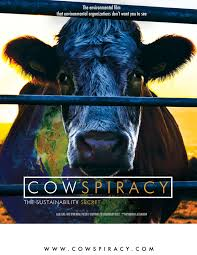 The environmental film
that environmental organizations don't want you to see
COWSPIRACY
THE SUSTAINABILITY SECRET
WWW.COWSPIRACY.COM